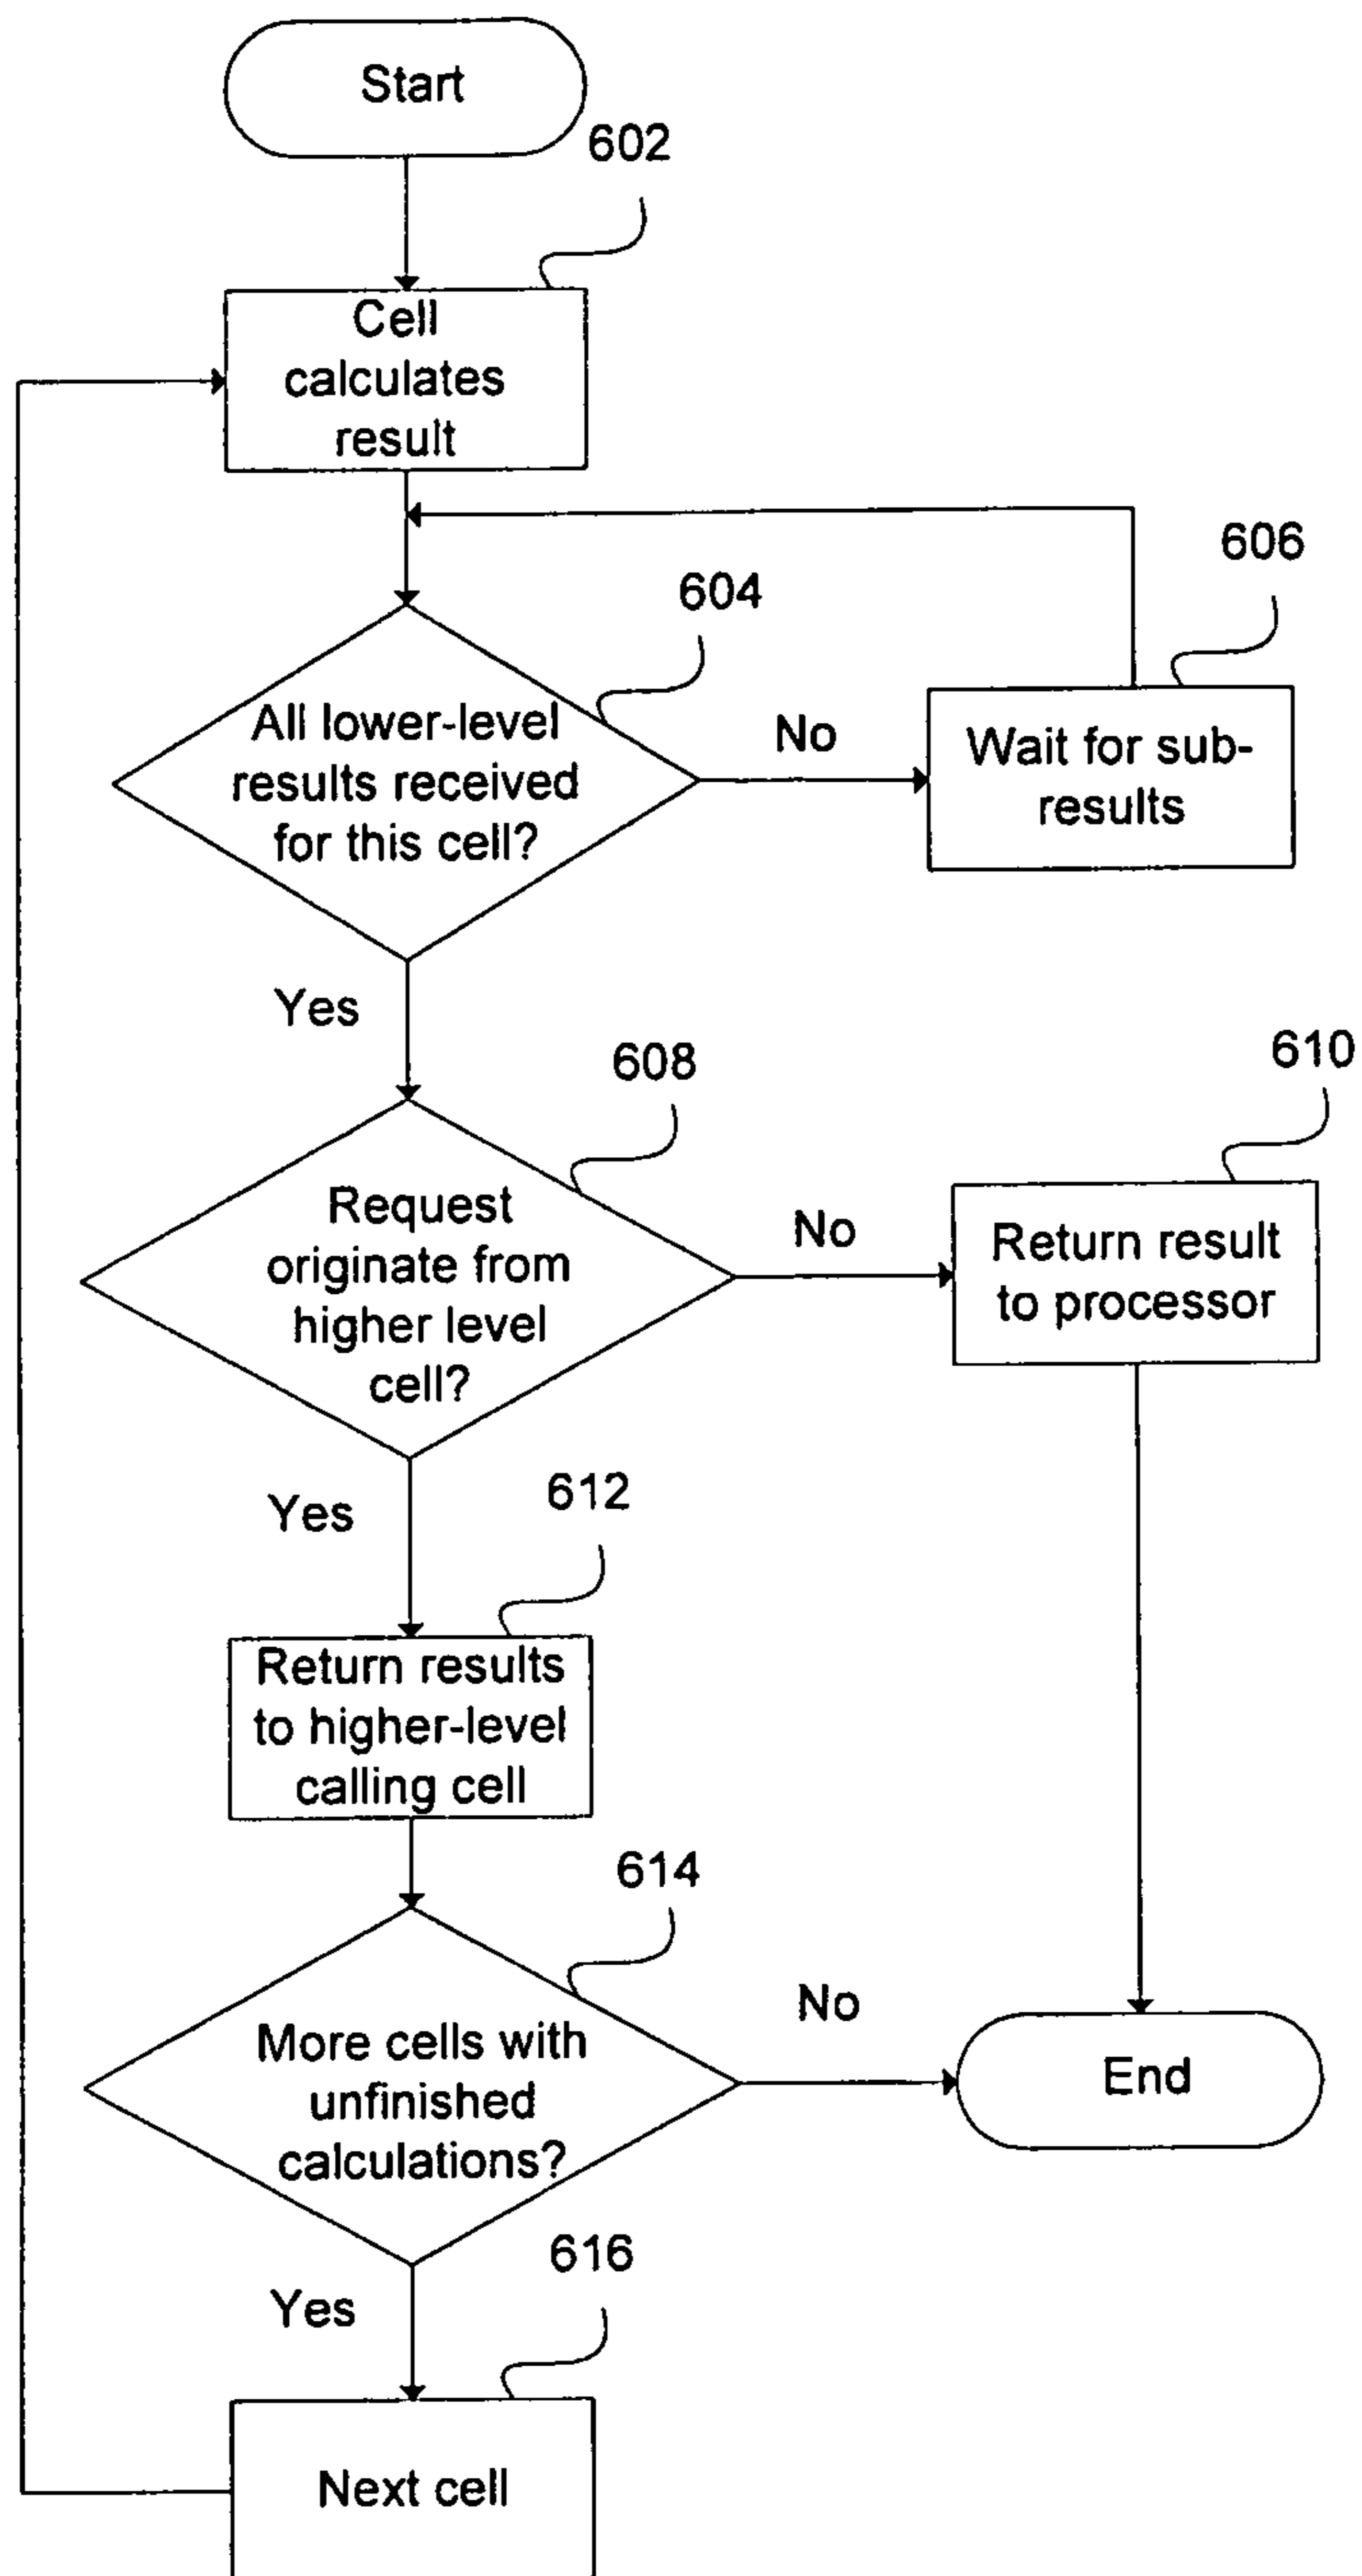 Start
602
Cell
calculates
result
606
604
All lower-level
results received
for this cell?
No
Wait for sub-
results
Yes
608
610
Request
originate from
higher level
cell?
No
Return result
to processor
Yes
612
Return results
to higher-level
calling cell
614
More cells with
unfinished
calculations?
No
End
Yes
616
Next cell